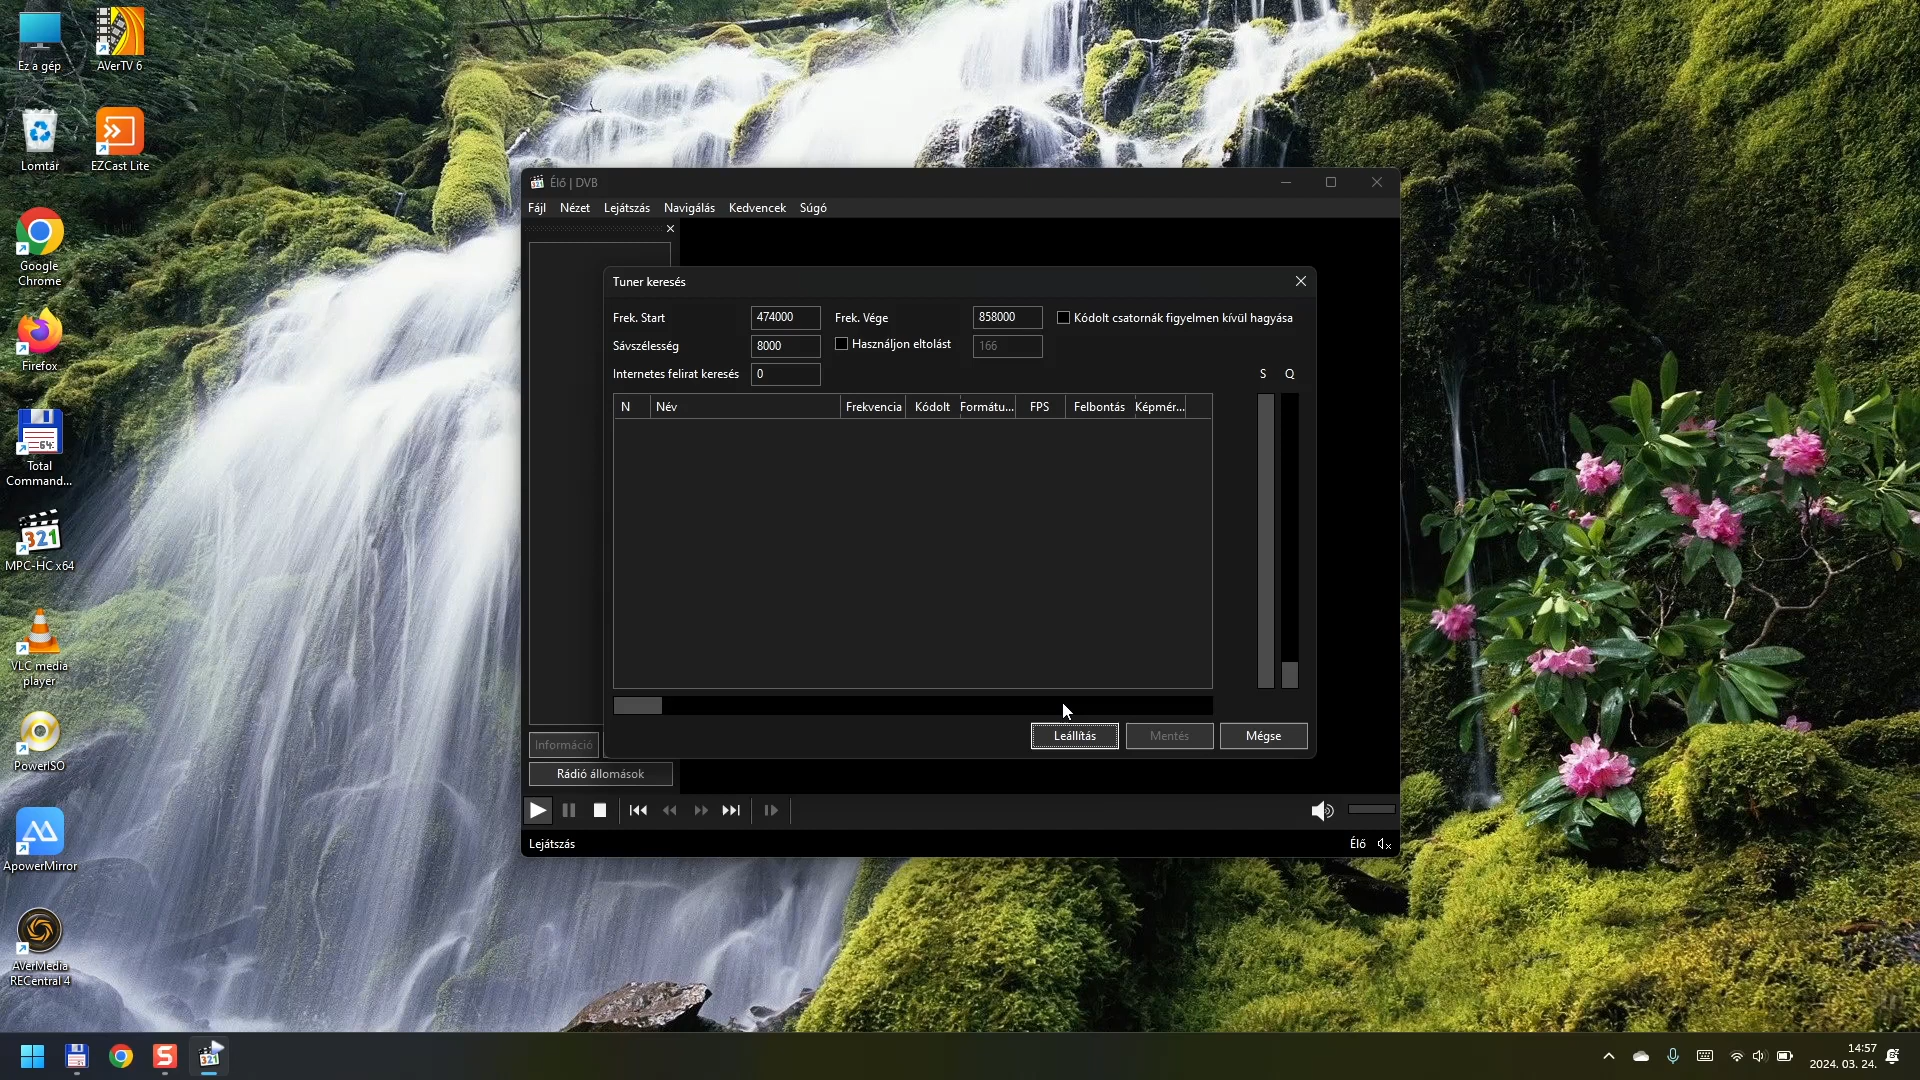 Ez a gép
AVerTV 6
Lomtár
EZCast Lite
Google
Chrome
Firefox
64
Total
Command...
321
MPC-HC x64
VLC media
player
PowerISO
ApowerMirror
AVerMedia
RECentral 4
Élő | DVB
Fájl Nézet Lejátszás Navigálás Kedvencek Súgó
Tuner keresés
Frek. Start 474000 Frek. Vége 858000 Kódolt csatornák figyelmen kívül hagyása
Sávszélesség 8000 Használjon eltolást 166
Internetes felirat keresés 0 S Q
N Név Frekvencia Kódolt Formátu... FPS Felbontás Képmér...
Leállítás Mentés Mégse
Információ
Rádió állomások
Lejátszás Élő
S 321
14:57
2024. 03. 24.